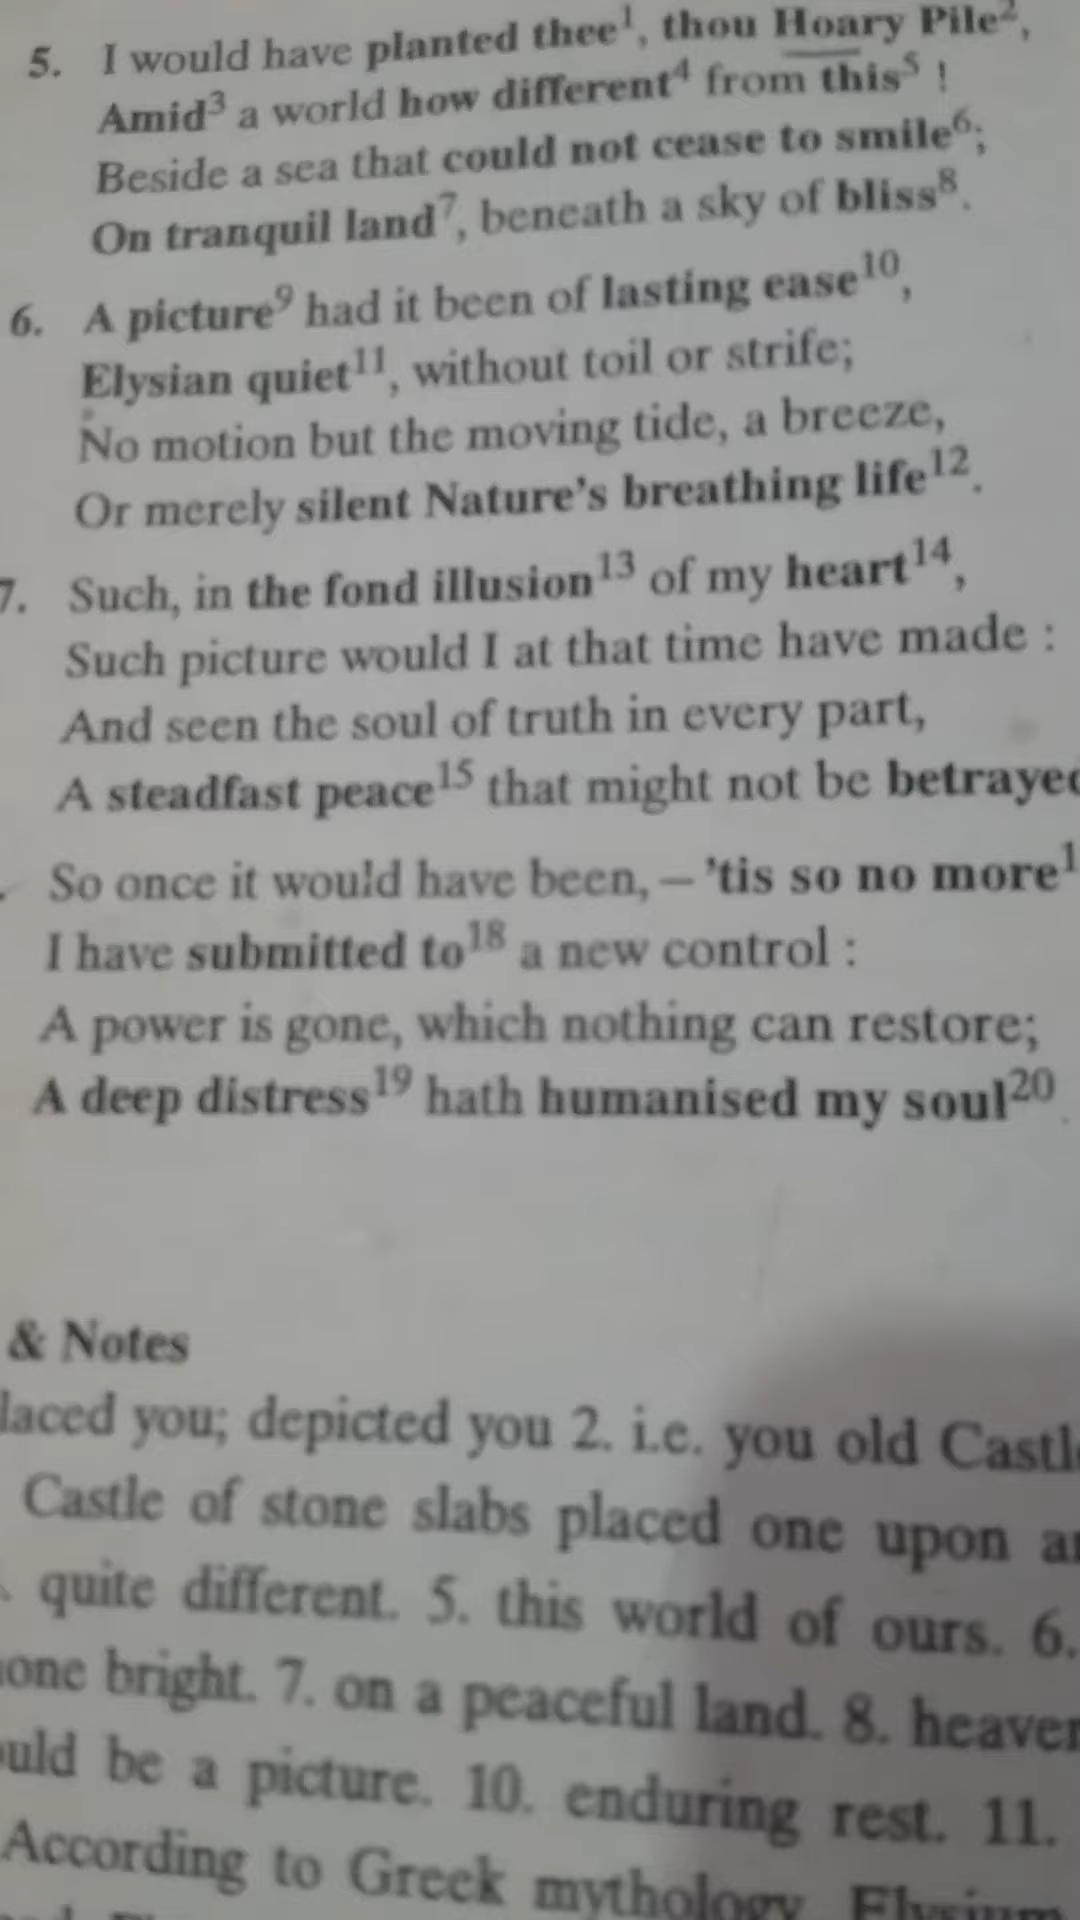 5. I would have planted thee¹, thou Hoary Pile²,
Amid³ a world how different⁴ from this⁵ !
Beside a sea that could not cease to smile⁶;
On tranquil land⁷, beneath a sky of bliss⁸.
6. A picture⁹ had it been of lasting ease¹⁰,
Elysian quiet¹¹, without toil or strife;
No motion but the moving tide, a breeze,
Or merely silent Nature's breathing life¹².
7. Such, in the fond illusion¹³ of my heart¹⁴,
Such picture would I at that time have made :
And seen the soul of truth in every part,
A steadfast peace¹⁵ that might not be betraye
So once it would have been, – 'tis so no more
I have submitted to¹⁸ a new control :
A power is gone, which nothing can restore;
A deep distress¹⁹ hath humanised my soul²⁰.
& Notes
laced you; depicted you 2. i.e. you old Castl
Castle of stone slabs placed one upon
quite different. 5. this world of ours. 6.
one bright. 7. on a peaceful land. 8. heaven
uld be a picture. 10. enduring rest. 11.
According to Greek mythology Elysium